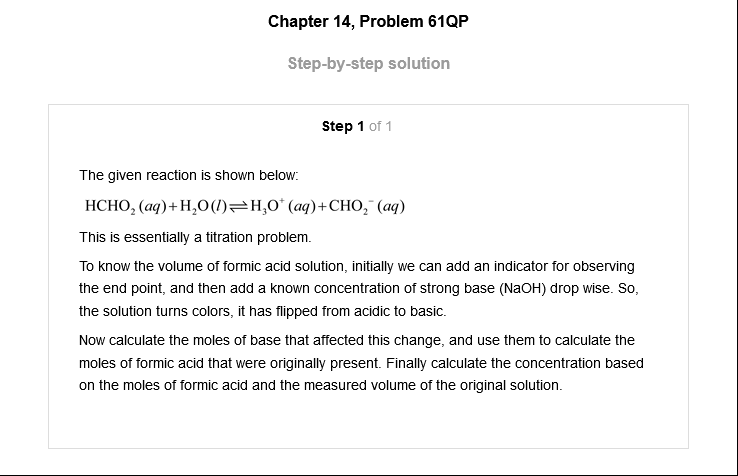 Chapter 14, Problem 61QP
Step-by-step solution
Step 1 of 1
The given reaction is shown below:
HCHO₂(aq)+H₂O(l)⇌H₃O⁺(aq)+CHO₂⁻(aq)
This is essentially a titration problem.
To know the volume of formic acid solution, initially we can add an indicator for observing
the end point, and then add a known concentration of strong base (NaOH) drop wise. So,
the solution turns colors, it has flipped from acidic to basic.
Now calculate the moles of base that affected this change, and use them to calculate the
moles of formic acid that were originally present. Finally calculate the concentration based
on the moles of formic acid and the measured volume of the original solution.